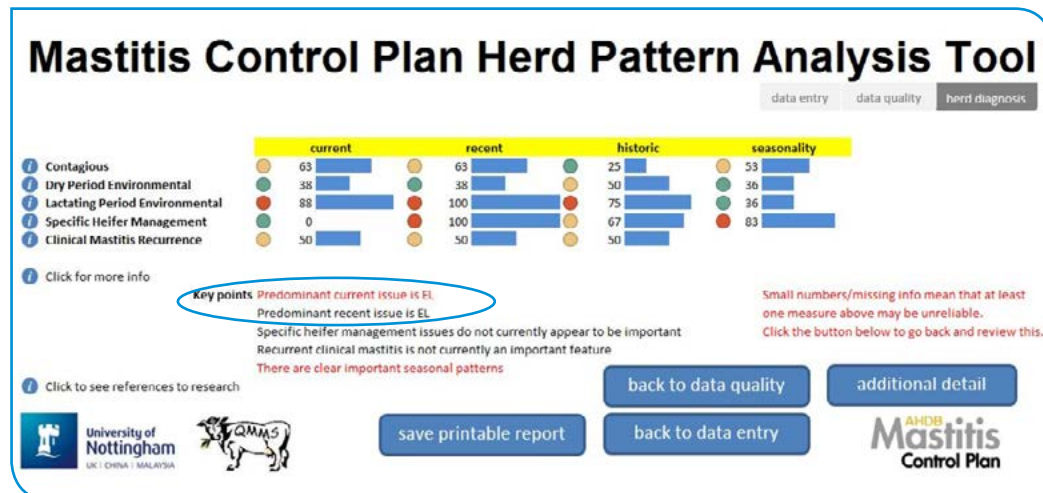 Mastitis Control Plan Herd Pattern Analysis Tool
data entry data quality herd diagnosis
current recent historic seasonality
i Contagious 63 63 25 53
i Dry Period Environmental 38 38 50 36
i Lactating Period Environmental 88 100 75 36
i Specific Heifer Management 0 100 67 83
i Clinical Mastitis Recurrence 50 50 50
i Click for more info
Key points Predominant current issue is EL
Predominant recent issue is EL
Specific heifer management issues do not currently appear to be important
Recurrent clinical mastitis is not currently an important feature
There are clear important seasonal patterns
Small numbers/missing info mean that at least
one measure above may be unreliable.
Click the button below to go back and review this.
i Click to see references to research
back to data quality additional detail
save printable report back to data entry
University of
Nottingham
UK | CHINA | MALAYSIA
QMMS
AHDB
Mastitis
Control Plan